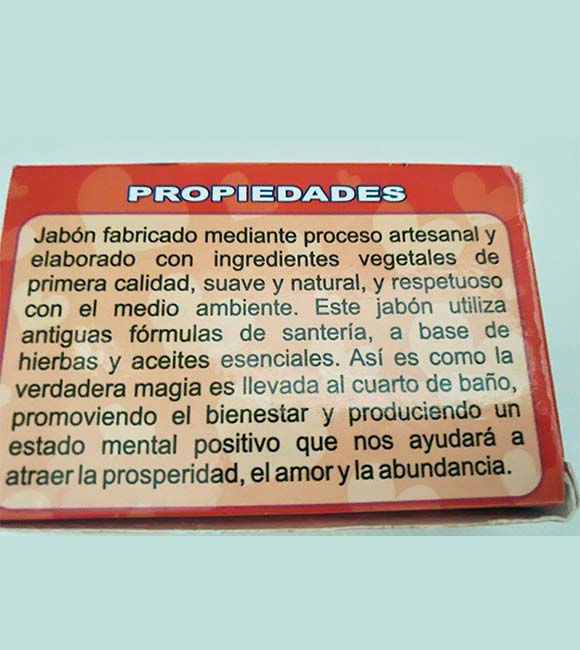 PROPIEDADES
Jabón fabricado mediante proceso artesanal y
elaborado con ingredientes vegetales de
primera calidad, suave y natural, y respetuoso
con el medio ambiente. Este jabón utiliza
antiguas fórmulas de santería, a base de
hierbas y aceites esenciales. Así es como la
verdadera magia es llevada al cuarto de baño,
promoviendo el bienestar y produciendo un
estado mental positivo que nos ayudará a
atraer la prosperidad, el amor y la abundancia.